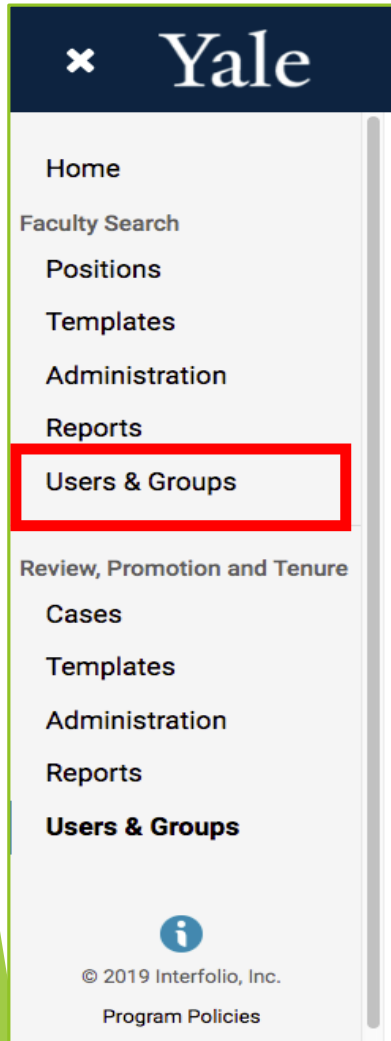 Yale
Home
Faculty Search
Positions
Templates
Administration
Reports
Users & Groups
Review, Promotion and Tenure
Cases
Templates
Administration
Reports
Users & Groups
© 2019 Interfolio, Inc.
Program Policies